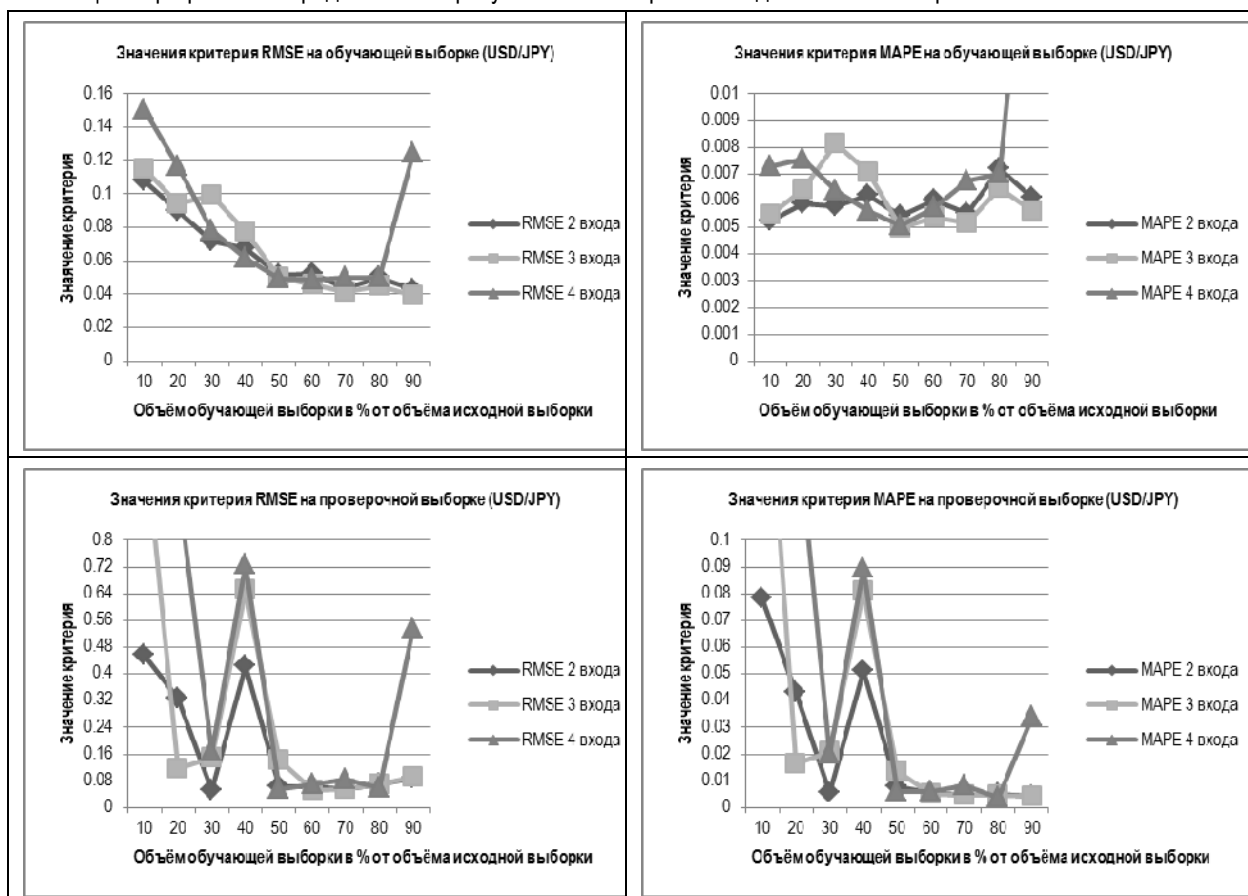 Значения критерия RMSE на обучающей выборке (USD/JPY)
Знаячение критерия
0.16
0.14
0.12
0.1
0.08
0.06
0.04
0.02
0
10 20 30 40 50 60 70 80 90
Объём обучающей выборки в % от объёма исходной выборки
RMSE 2 входа
RMSE 3 входа
RMSE 4 входа
Значения критерия MAPE на обучающей выборке (USD/JPY)
Значение критерия
0.01
0.009
0.008
0.007
0.006
0.005
0.004
0.003
0.002
0.001
0
10 20 30 40 50 60 70 80 90
Объём обучающей выборки в % от объёма исходной выборки
MAPE 2 входа
MAPE 3 входа
MAPE 4 входа
Значения критерия RMSE на проверочной выборке (USD/JPY)
Значение критерия
0.8
0.72
0.64
0.56
0.48
0.4
0.32
0.24
0.16
0.08
0
10 20 30 40 50 60 70 80 90
Объём обучающей выборки в % от объёма исходной выборки
RMSE 2 входа
RMSE 3 входа
RMSE 4 входа
Значения критерия MAPE на проверочной выборке (USD/JPY)
Значение критерия
0.1
0.09
0.08
0.07
0.06
0.05
0.04
0.03
0.02
0.01
0
10 20 30 40 50 60 70 80 90
Объём обучающей выборки в % от объёма исходной выборки
MAPE 2 входа
MAPE 3 входа
MAPE 4 входа